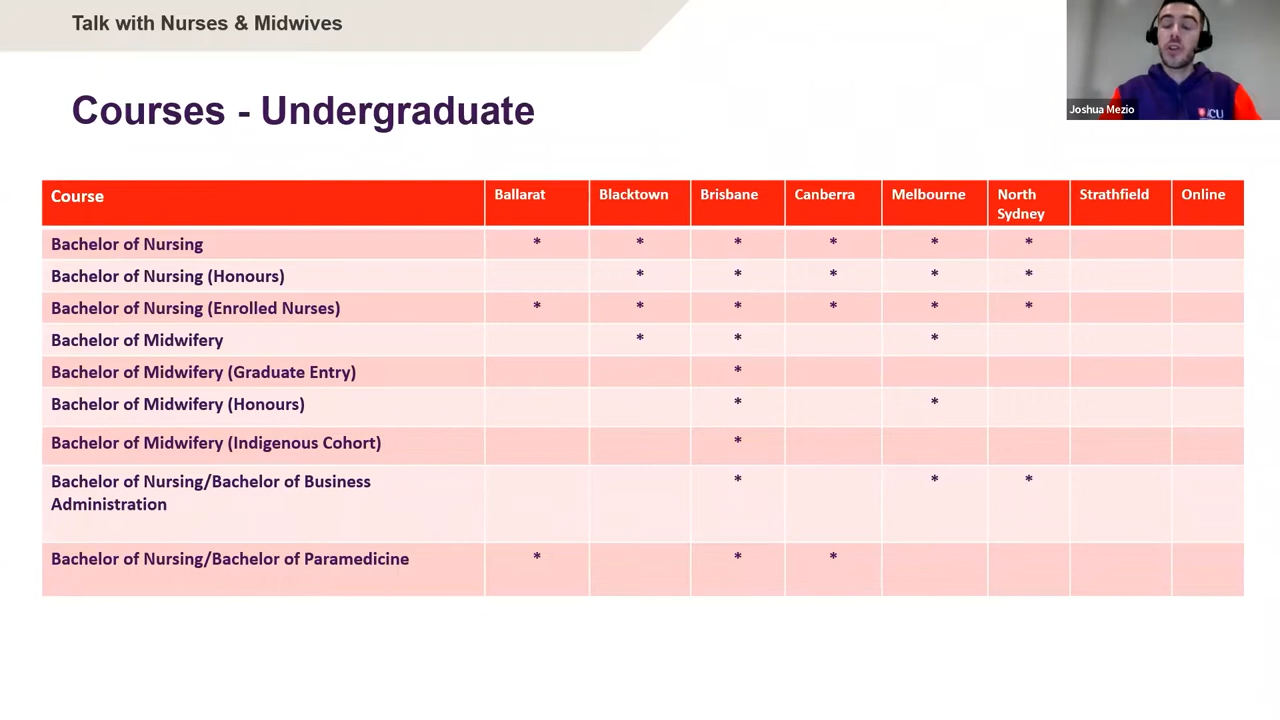 Talk with Nurses & Midwives
Joshua Mezio
Courses - Undergraduate
Course Ballarat Blacktown Brisbane Canberra Melbourne North Sydney Strathfield Online
Bachelor of Nursing * * * * * *
Bachelor of Nursing (Honours) * * * * *
Bachelor of Nursing (Enrolled Nurses) * * * * * *
Bachelor of Midwifery * * *
Bachelor of Midwifery (Graduate Entry) *
Bachelor of Midwifery (Honours) * *
Bachelor of Midwifery (Indigenous Cohort) *
Bachelor of Nursing/Bachelor of Business * * *
Administration
Bachelor of Nursing/Bachelor of Paramedicine * * *